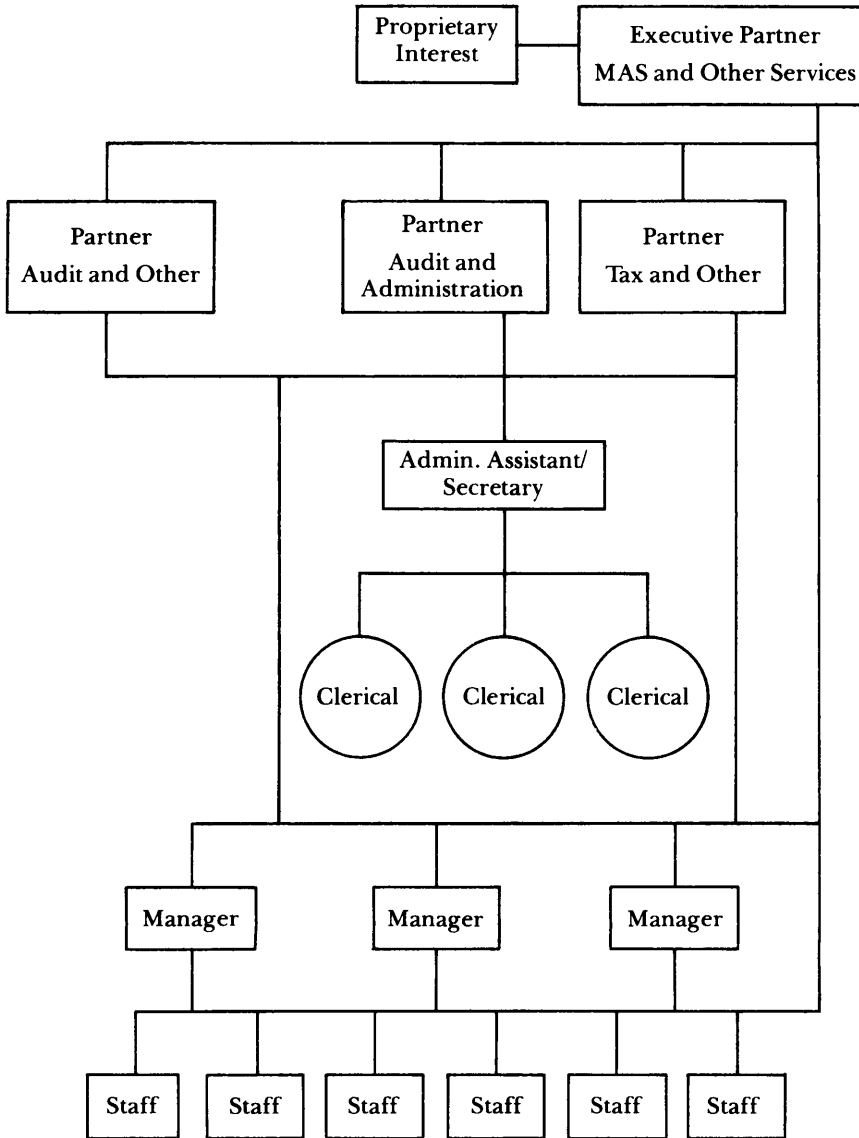 Proprietary
Interest
Executive Partner
MAS and Other Services
Partner
Audit and Other
Partner
Audit and
Administration
Partner
Tax and Other
Admin. Assistant/
Secretary
Clerical
Clerical
Clerical
Manager
Manager
Manager
Staff
Staff
Staff
Staff
Staff
Staff